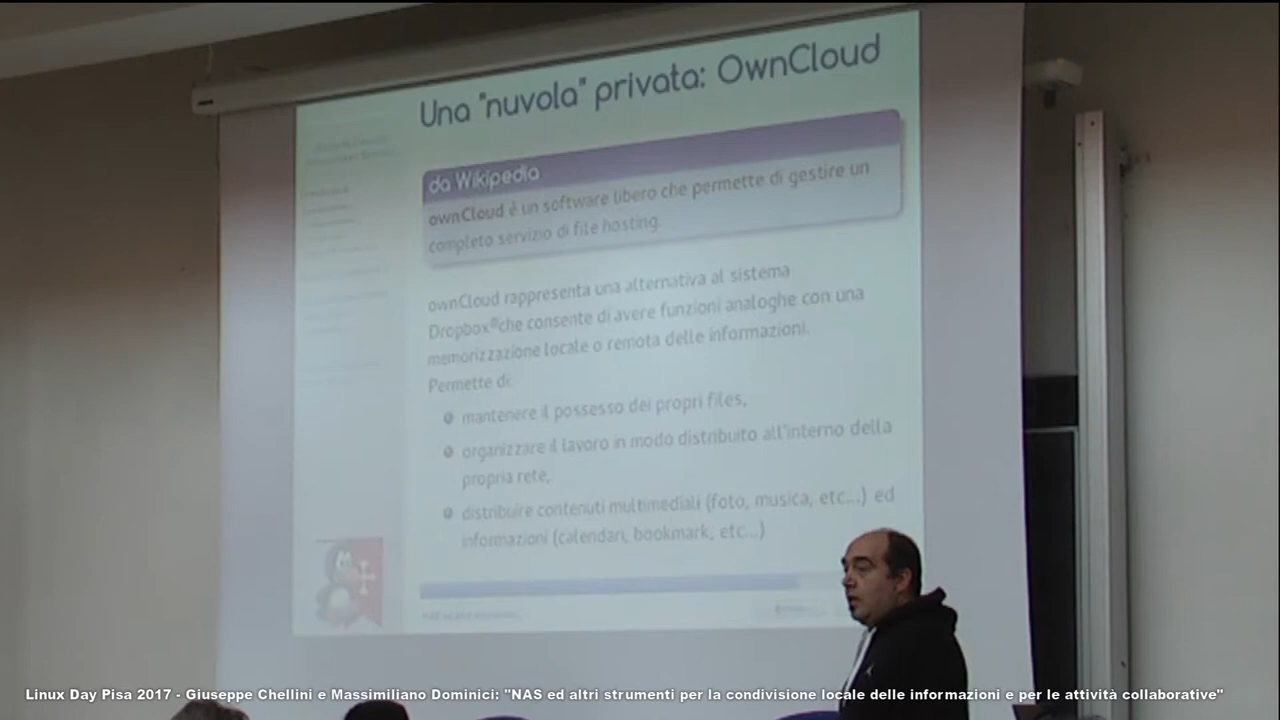 Una "nuvola" privata: OwnCloud
da Wikipedia
ownCloud é un software libero che permette di gestire un
completo servizio di file hosting.
ownCloud rappresenta una alternativa al sistema
Dropbox®che consente di avere funzioni analoghe con una
memorizzazione locale o remota delle informazioni.
Permette di:
mantenere il possesso dei propri files,
organizzare il lavoro in modo distribuito all'interno della
propria rete,
distribuire contenuti multimediali (foto, musica, etc...) ed
informazioni (calendari, bookmark, etc...)
Linux Day Pisa 2017 - Giuseppe Chellini e Massimiliano Dominici: "NAS ed altri strumenti per la condivisione locale delle informazioni e per le attività collaborative"